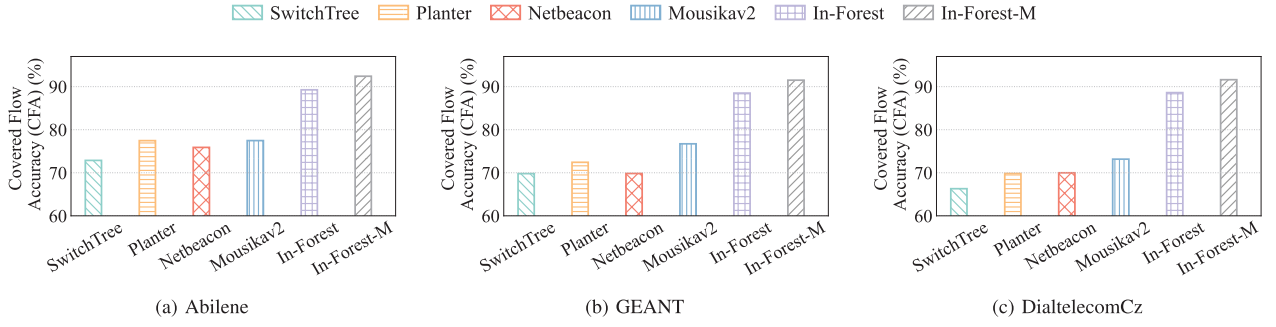 SwitchTree Planter Netbeacon Mousikav2 In-Forest In-Forest-M
Covered Flow
Accuracy (CFA) (%)
90
80
70
60
SwitchTree Planter Netbeacon Mousikav2 In-Forest In-Forest-M
(a) Abilene
Covered Flow
Accuracy (CFA) (%)
90
80
70
60
SwitchTree Planter Netbeacon Mousikav2 In-Forest In-Forest-M
(b) GEANT
Covered Flow
Accuracy (CFA) (%)
90
80
70
60
SwitchTree Planter Netbeacon Mousikav2 In-Forest In-Forest-M
(c) DialtelecomCz